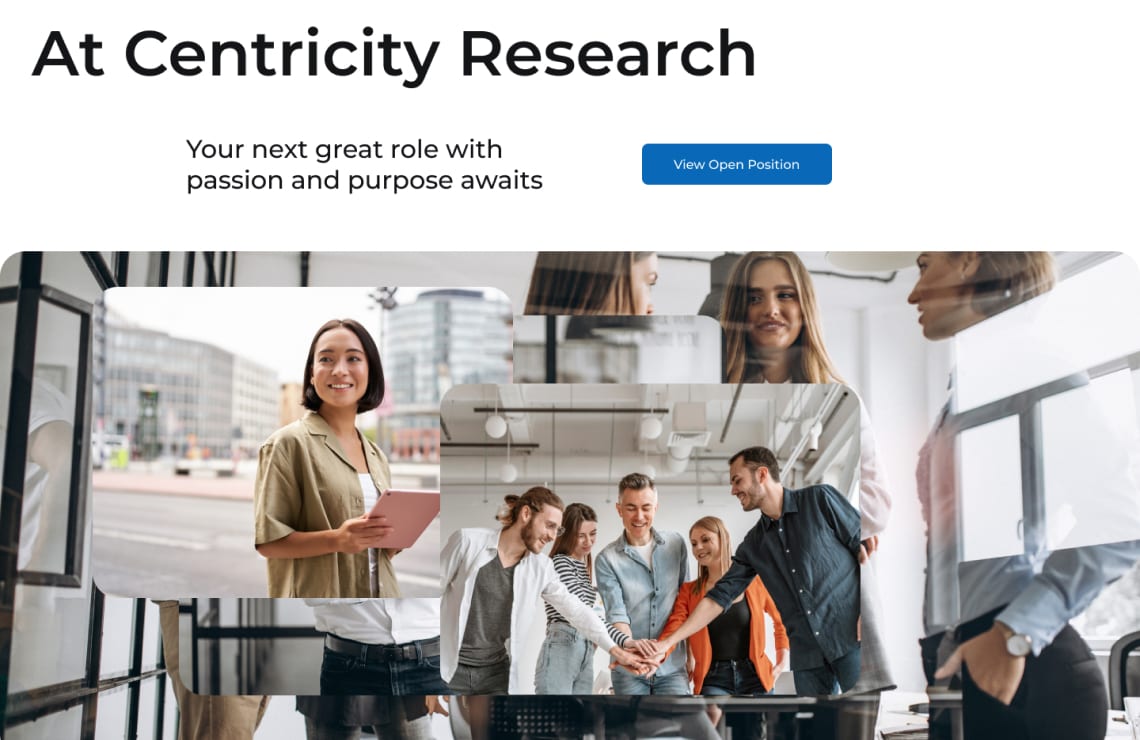 At Centricity Research
Your next great role with
passion and purpose awaits
View Open Position